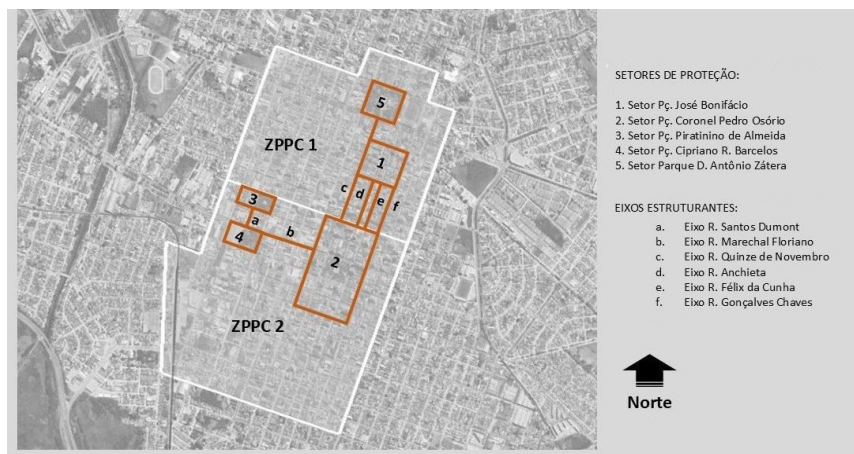 ZPPC 1
5
1
c
d
e
f
3
a
b
4
2
ZPPC 2
SETORES DE PROTEÇÃO:
1. Setor Pç. José Bonifácio
2. Setor Pç. Coronel Pedro Osório
3. Setor Pç. Piratinino de Almeida
4. Setor Pç. Cipriano R. Barcelos
5. Setor Parque D. Antônio Zátera
EIXOS ESTRUTURANTES:
a. Eixo R. Santos Dumont
b. Eixo R. Marechal Floriano
c. Eixo R. Quinze de Novembro
d. Eixo R. Anchieta
e. Eixo R. Félix da Cunha
f. Eixo R. Gonçalves Chaves
Norte